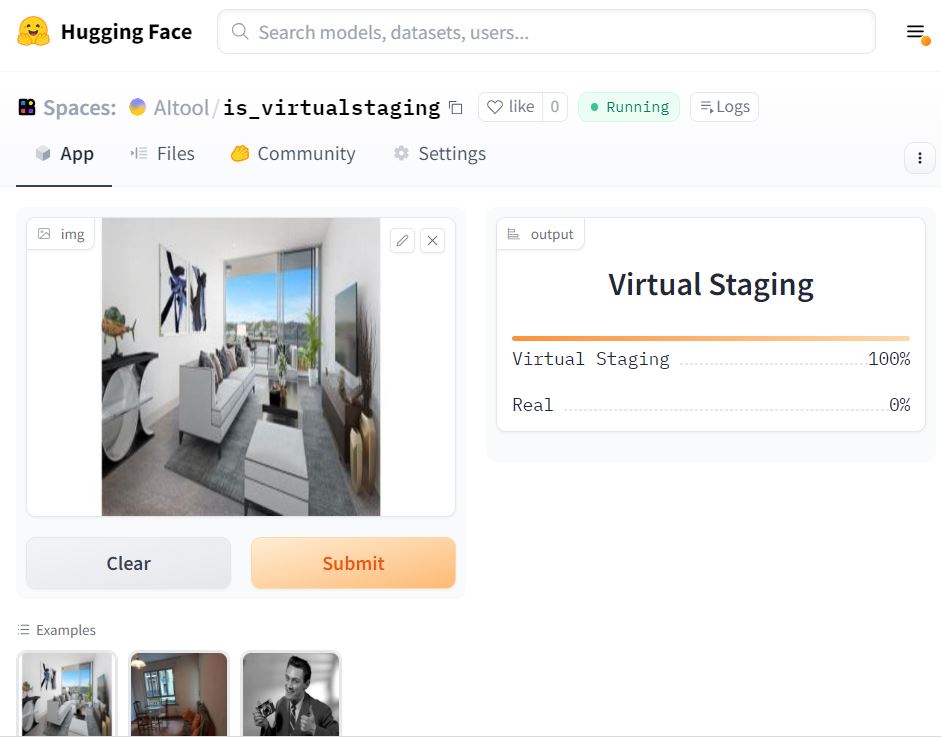 Hugging Face
Search models, datasets, users...
Spaces: AItool/is_virtualstaging like 0 Running Logs
App Files Community Settings
img
output
Virtual Staging
Virtual Staging 100%
Real 0%
Clear Submit
Examples